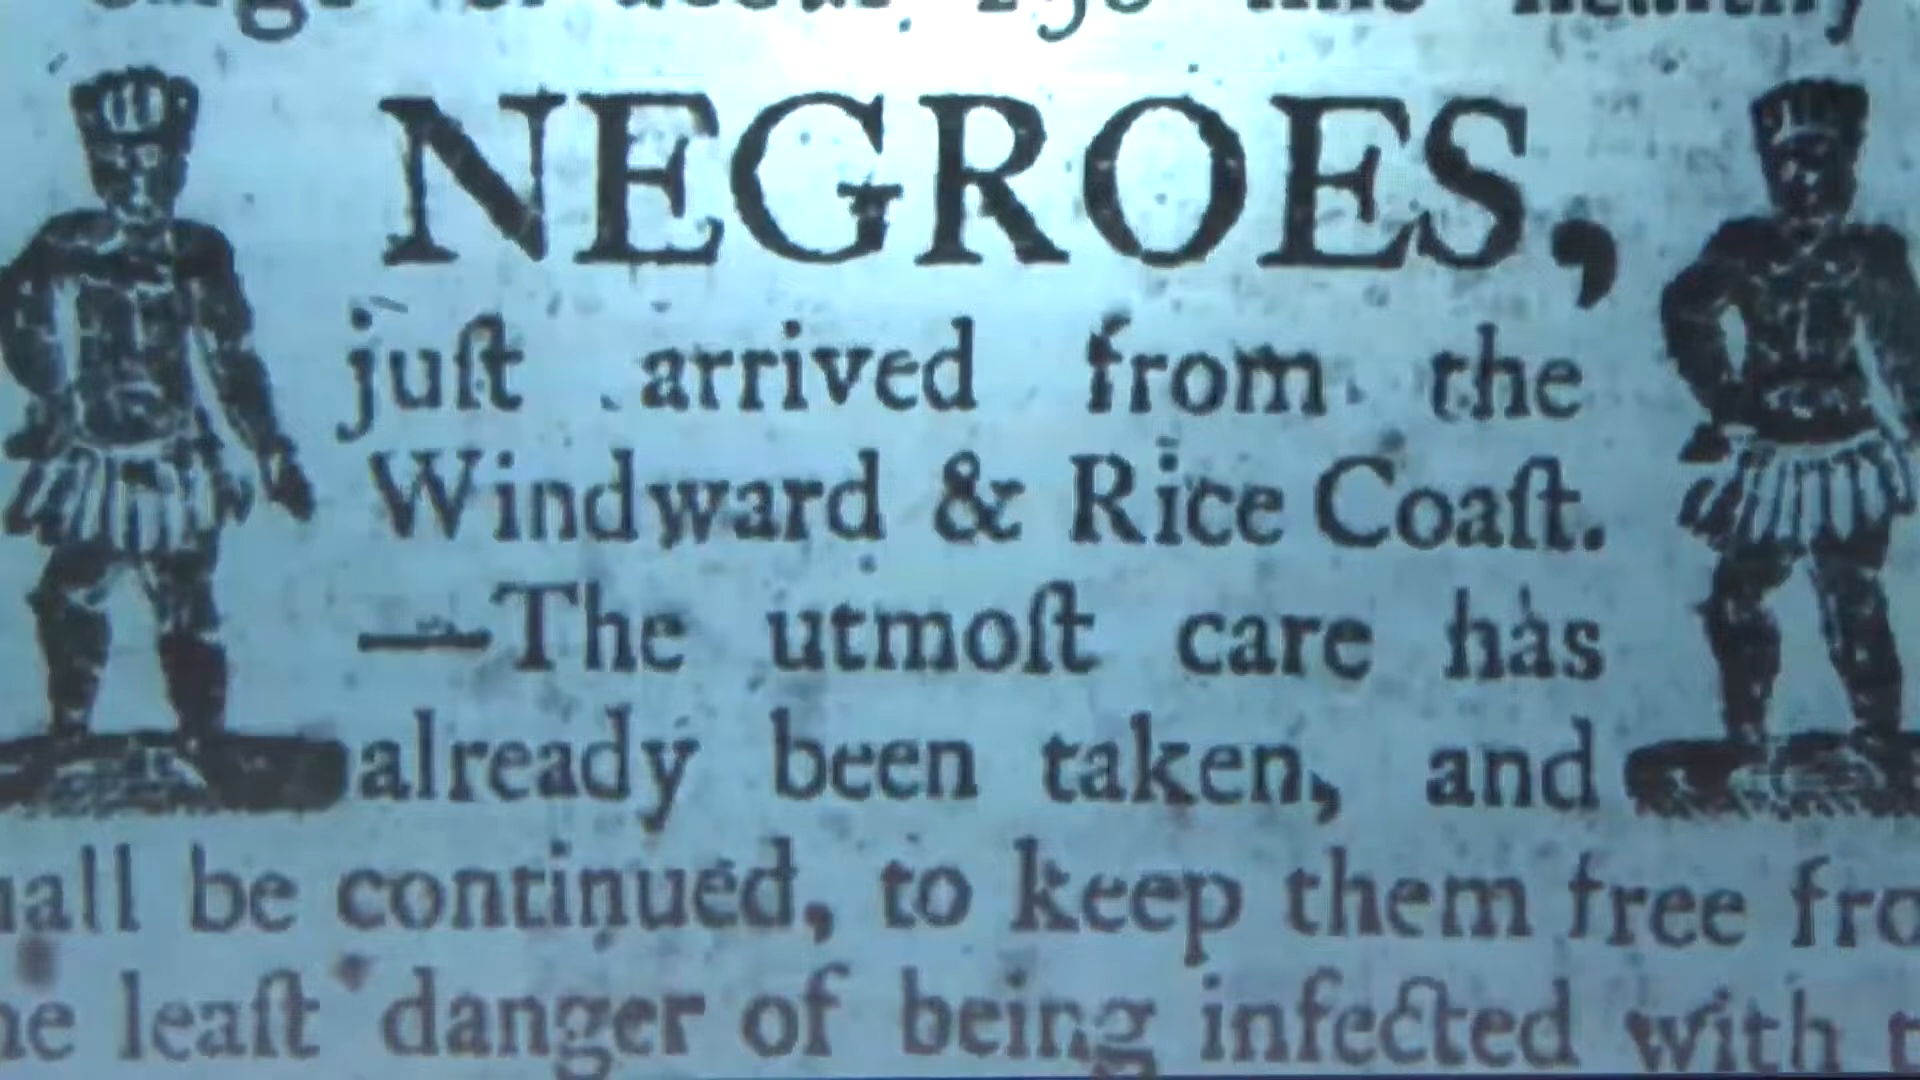 NEGROES,
juſt arrived from the
Windward & Rice Coaſt.
—The utmoſt care has
already been taken, and
be continued, to keep them free
leaſt danger of being infected with